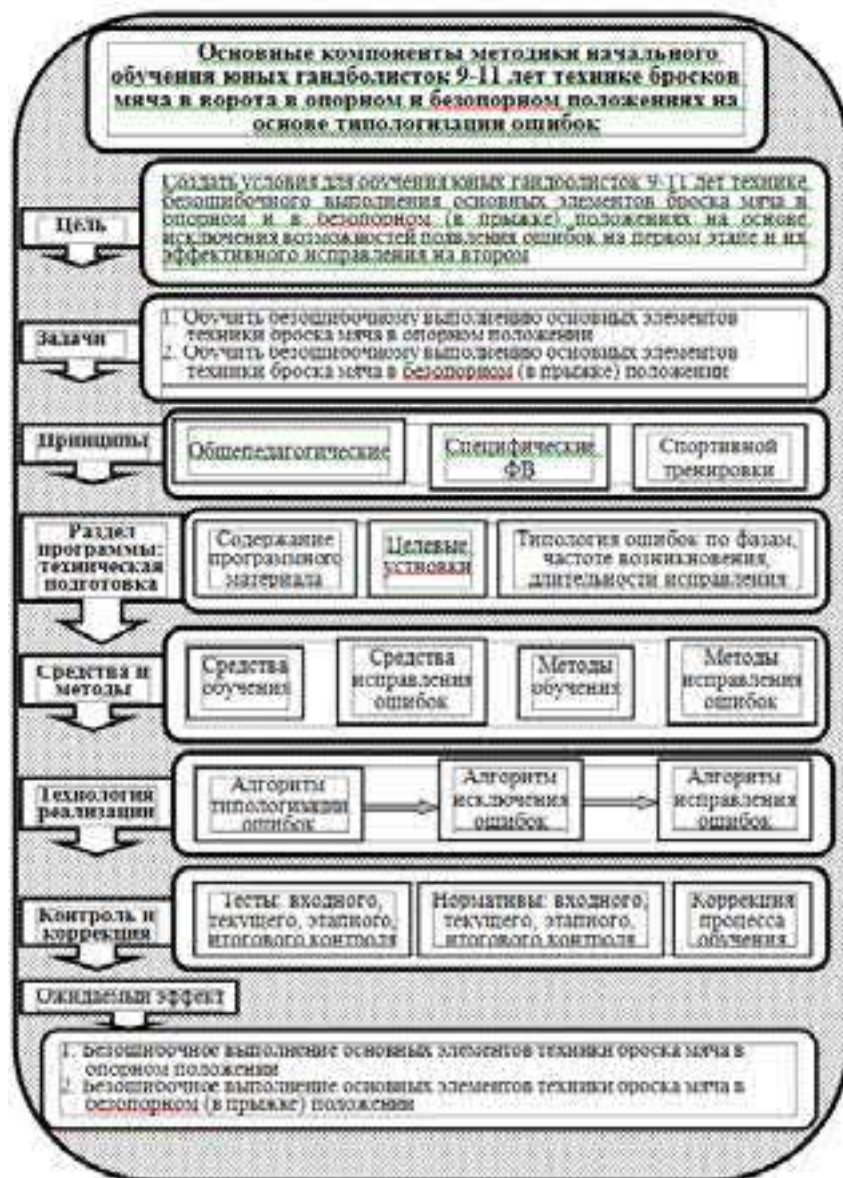 Основные компоненты методики начального
обучения юных гандболисток 9-11 лет технике бросков
мяча в ворота в опорном и безопорном положениях на
основе типологизации ошибок
Цель
Создать условия для обучения юных гандболисток 9-11 лет технике
безошибочного выполнения основных элементов броска мяча в
опорном и в безопорном (в прыжке) положениях на основе
исключения возможностей появления ошибок на первом этапе и их
эффективного исправления на втором
Задачи
1. Обучить безошибочному выполнению основных элементов
техники броска мяча в опорном положении
2. Обучить безошибочному выполнению основных элементов
техники броска мяча в безопорном (в прыжке) положении
Принципы
Общепедагогические
Специфические
ФВ
Спортивной
тренировки
Раздел
программы:
техническая
подготовка
Содержание
программного
материала
Целевые
устновки
Типология ошибок по фазам,
частоте возникновения,
длительности исправления
Средства и
методы
Средства
обучения
Средства
исправления
ошибок
Методы
обучения
Методы
исправления
ошибок
Технология
реализации
Алгоритм
типологизации
ошибок
Алгоритм
исключения
ошибок
Алгоритм
исправления
ошибок
Контроль и
коррекция
Тесты: входного,
текущего, этапного,
итогового контроля
Нормативы: входного,
текущего, этапного,
итогового контроля
Коррекция
процесса
обучения
Ожидаемый эффект
1. Безошибочное выполнение основных элементов техники броска мяча в
опорном положении
2. Безошибочное выполнение основных элементов техники броска мяча в
безопорном (в прыжке) положении